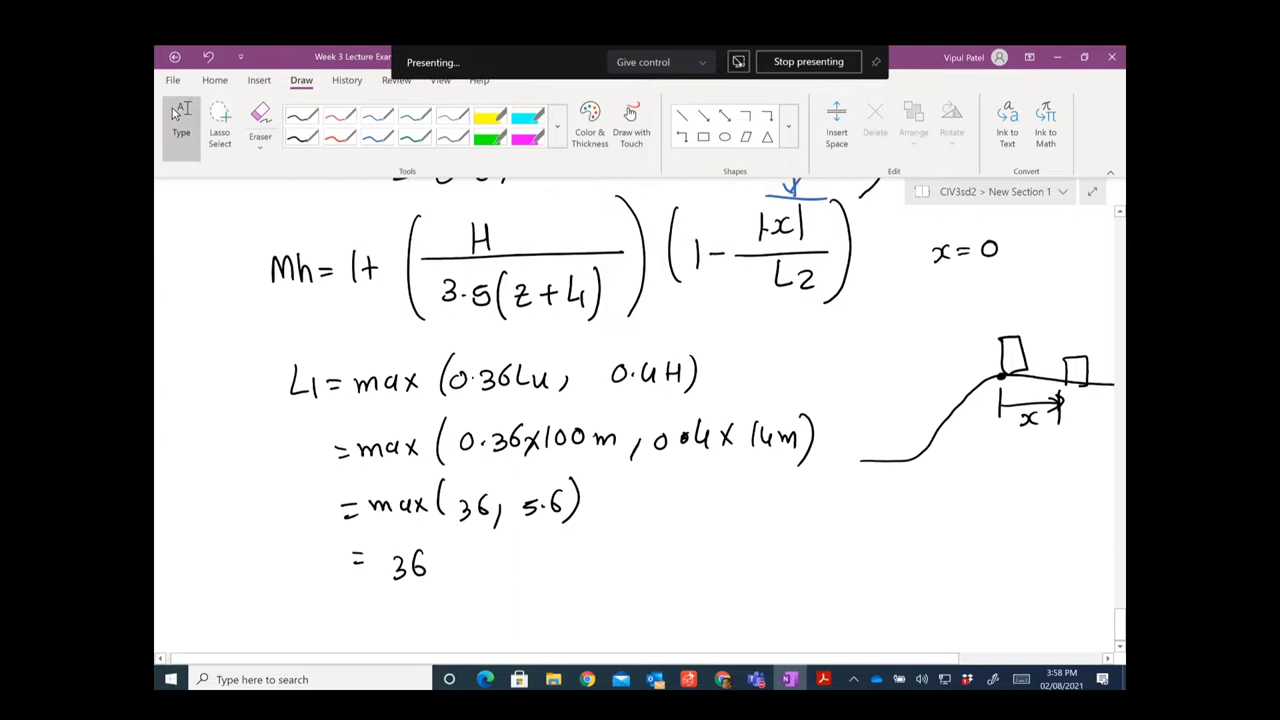 Week 3 Lecture Exar
Presenting...
Give control
Stop presenting
Vipul Patel
File Home Insert Draw History Review View Help
Type
Lasso Select
Eraser
Color & Thickness
Draw with Touch
Insert Space
Delete
Arrange
Rotate
Ink to Text
Ink to Math
Tools
Shapes
Edit
Convert
CIV3sd2 > New Section 1
Mh= 1+ (H / 3.5(z+L1)) (1- |x| / L2)
x=0
L1= max (0.36Lu, 0.4H)
= max (0.36x100m, 0.4x14m)
x
= max (36, 5.6)
= 36
Type here to search
3:58 PM
02/08/2021